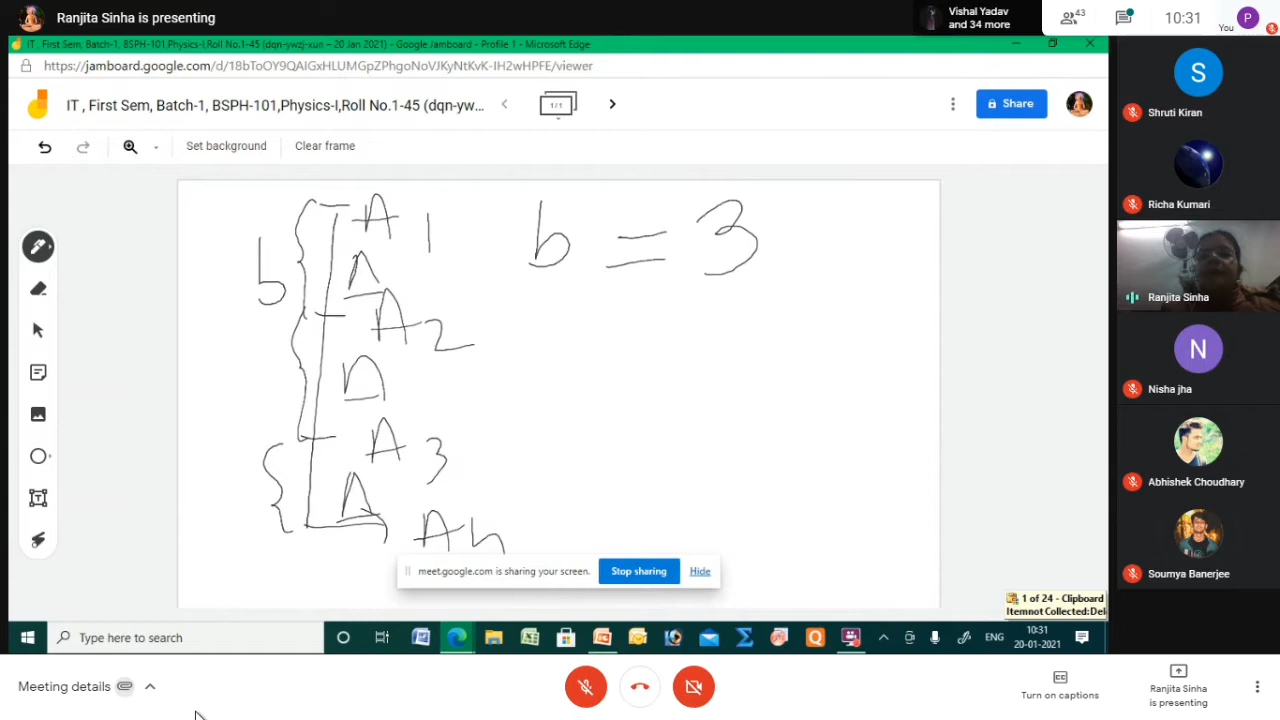 Ranjita Sinha is presenting
Vishal Yadav
and 34 more
43
10:31
You
P
IT , First Sem, Batch-1, BSPH-101,Physics-I,Roll No.1-45 (dqn-ywzj-xun – 20 Jan 2021) - Google Jamboard - Profile 1 - Microsoft Edge
https://jamboard.google.com/d/18bToOY9QAIGxHLUMGpZPhgoNoVJKyNtKvK-IH2wHPFE/viewer
IT , First Sem, Batch-1, BSPH-101,Physics-I,Roll No.1-45 (dqn-yw...
1/1
Share
Set background
Clear frame
A 1
b = 3
b
A 2
A 3
meet.google.com is sharing your screen.
Stop sharing
Hide
S
Shruti Kiran
Richa Kumari
Ranjita Sinha
N
Nisha jha
Abhishek Choudhary
Soumya Banerjee
1 of 24 - Clipboard
Itemnot Collected:Del
Type here to search
ENG
10:31
20-01-2021
Meeting details
Turn on captions
Ranjita Sinha
is presenting